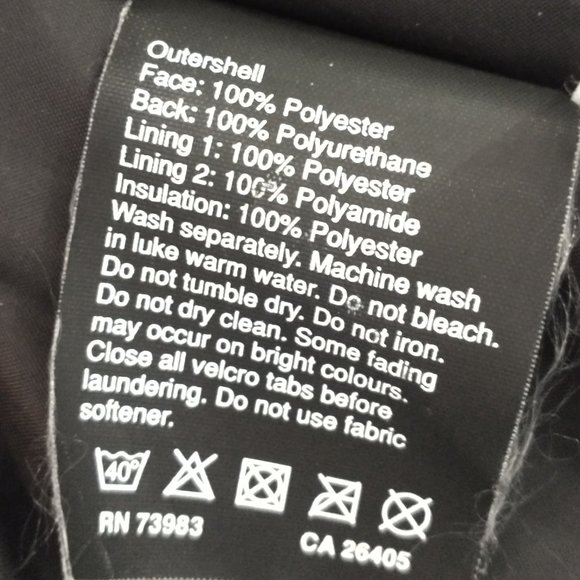 Outershell
Face: 100% Polyester
Back: 100% Polyurethane
Lining 1: 100% Polyester
Lining 2: 100% Polyamide
Insulation: 100% Polyester
Wash separately. Machine wash
in luke warm water. Do not bleach.
Do not tumble dry. Do not iron.
Do not dry clean. Some fading
may occur on bright colours.
Close all velcro tabs before
laundering. Do not use fabric
softener.
40°
RN 73983
CA 26405